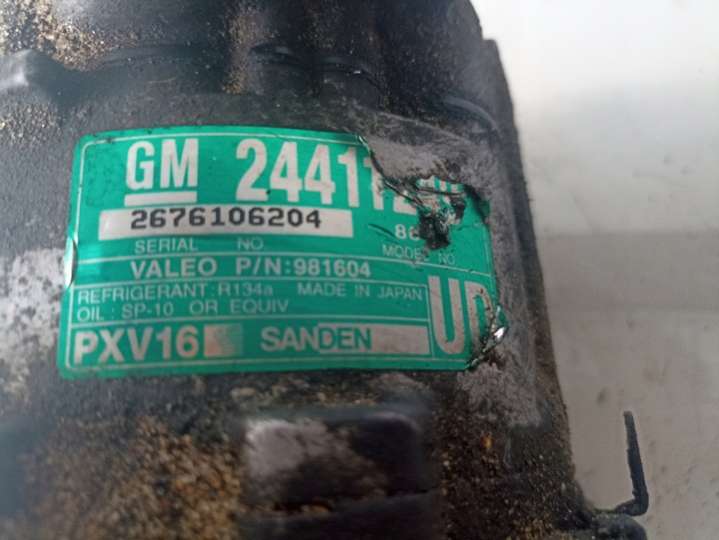 GM
2676106204
SERIAL NO.
MODEL NO.
VALEO P/N:981604
REFRIGERANT:R134a MADE IN JAPAN
OIL: SP-10 OR EQUIV
PXV16 SANDEN